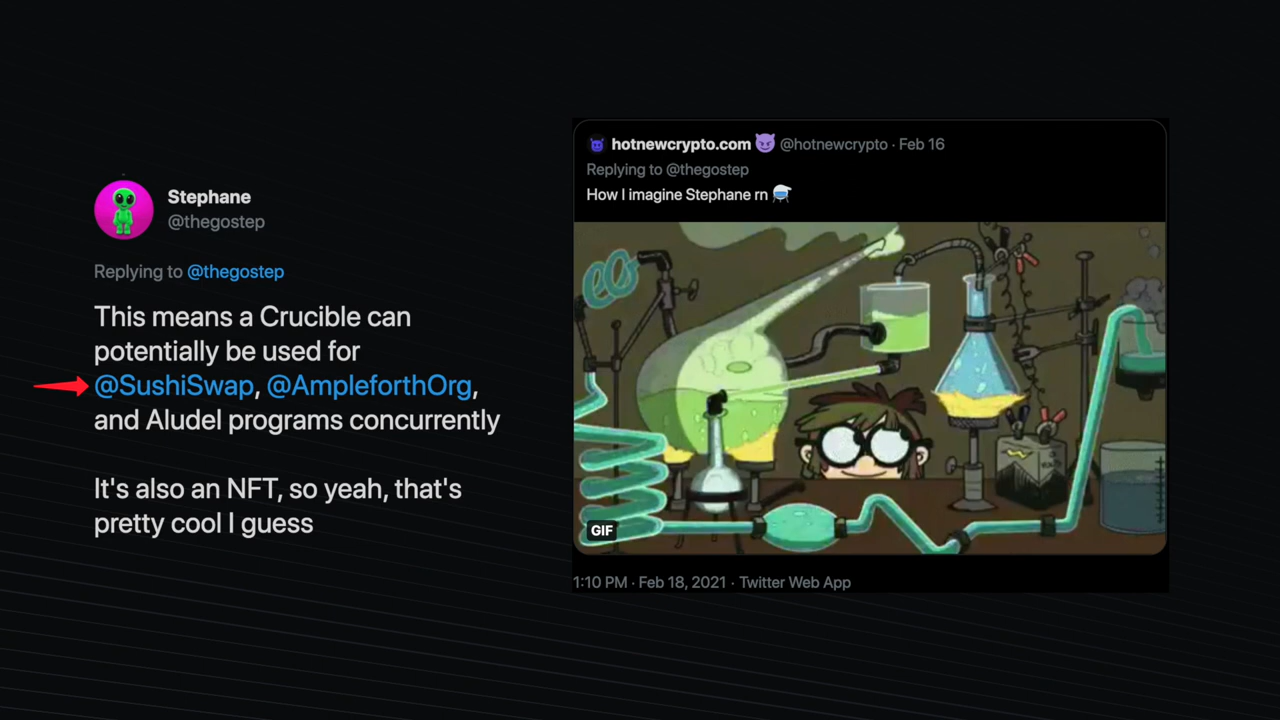 Stephane
@thegostep
Replying to @thegostep
This means a Crucible can
potentially be used for
@SushiSwap, @AmpleforthOrg,
and Aludel programs concurrently
It's also an NFT, so yeah, that's
pretty cool I guess
hotnewcrypto.com 😈 @hotnewcrypto · Feb 16
Replying to @thegostep
How I imagine Stephane rn
GIF
1:10 PM · Feb 18, 2021 · Twitter Web App